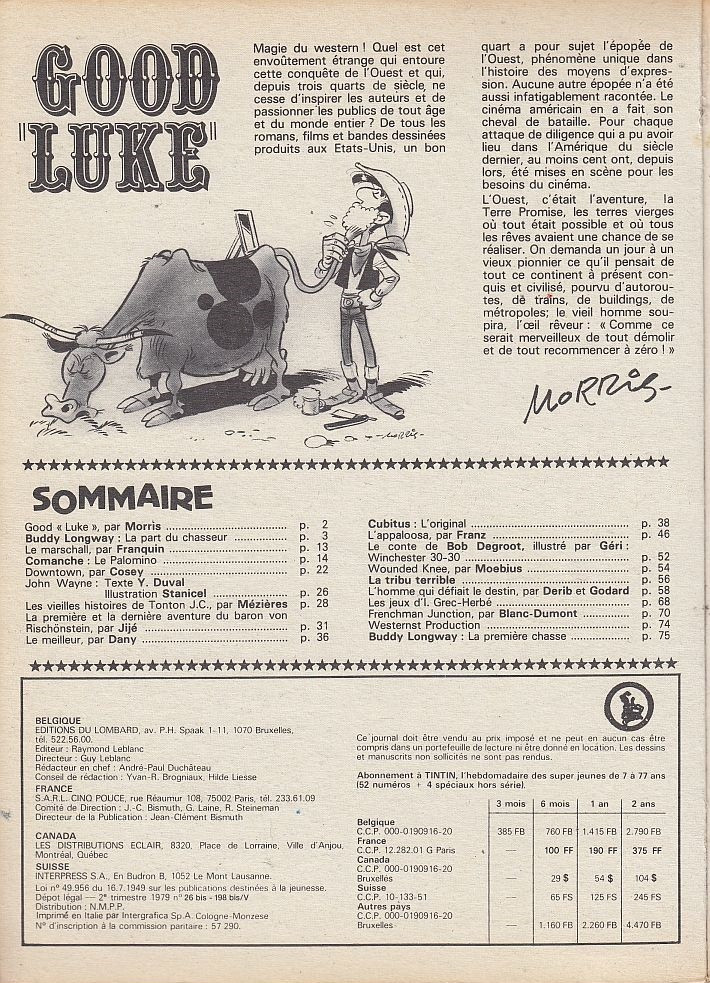 GOOD
"LUKE"
Magie du western ! Quel est cet
envoûtement étrange qui entoure
cette conquête de l'Ouest et qui,
depuis trois quarts de siècle, ne
cesse d'inspirer les auteurs et de
passionner les publics de tout âge
et du monde entier ? De tous les
romans, films et bandes dessinées
produits aux Etats-Unis, un bon
quart a pour sujet l'épopée de
l'Ouest, phénomène unique dans
l'histoire des moyens d'expres-
sion. Aucune autre épopée n'a été
aussi infatigablement racontée. Le
cinéma américain en a fait son
cheval de bataille. Pour chaque
attaque de diligence qui a pu avoir
lieu dans l'Amérique du siècle
dernier, au moins cent ont, depuis
lors, été mises en scène pour les
besoins du cinéma.
L'Ouest, c'était l'aventure, la
Terre Promise, les terres vierges
où tout était possible et où tous
les rêves avaient une chance de se
réaliser. On demanda un jour à un
vieux pionnier ce qu'il pensait de
tout ce continent à présent con-
quis et civilisé, pourvu d'autorou-
tes, de trains, de buildings, de
métropoles; le vieil homme sou-
pira, l'œil rêveur : « Comme ce
serait merveilleux de tout démolir
et de tout recommencer à zéro ! »
MORRIS
MORRIS
SOMMAIRE
Good « Luke », par Morris ........ p. 2
Buddy Longway : La part du chasseur ........ p. 3
Le marschall, par Franquin ........ p. 13
Comanche : Le Palomino ........ p. 14
Downtown, par Cosey ........ p. 22
John Wayne : Texte Y. Duval
Illustration Stanicel ........ p. 26
Les vieilles histoires de Tonton J.C., par Mézières p. 28
La première et la dernière aventure du baron von
Rischönstein, par Jijé ........ p. 31
Le meilleur, par Dany ........ p. 36
Cubitus : L'original ........ p. 38
L'appaloosa, par Franz ........ p. 46
Le conte de Bob Degroot, illustré par Géri :
Winchester 30-30 ........ p. 52
Wounded Knee, par Moebius ........ p. 54
La tribu terrible ........ p. 56
L'homme qui défiait le destin, par Derib et Godard p. 58
Les jeux d'I. Grec-Herbé ........ p. 68
Frenchman Junction, par Blanc-Dumont ........ p. 70
Westernst Production ........ p. 74
Buddy Longway : La première chasse ........ p. 75
BELGIQUE
EDITIONS DU LOMBARD, av. P.H. Spaak 1-11, 1070 Bruxelles,
tél. 522.56.00.
Editeur : Raymond Leblanc
Directeur : Guy Leblanc
Rédacteur en chef : André-Paul Duchâteau
Conseil de rédaction : Yvan-R. Brogniaux, Hilde Liesse
FRANCE
S.A.R.L. CINQ POUCE, rue Réaumur 108, 75002 Paris, tél. 233.61.09
Comité de Direction : J.-C. Bismuth, G. Laine, R. Steineman
Directeur de la Publication : Jean-Clément Bismuth
CANADA
LES DISTRIBUTIONS ECLAIR, 8320, Place de Lorraine, Ville d'Anjou,
Montréal, Québec
SUISSE
INTERPRESS S.A., En Budron B, 1052 Le Mont Lausanne.
Loi n° 49.956 du 16.7.1949 sur les publications destinées à la jeunesse.
Dépot légal — 2e trimestre 1979 n° 26 bis - 198 bis/V
Distribution : N.M.P.P.
Imprimé en Italie par Intergrafica Sp.A. Cologne-Monzese
N° d'inscription à la commission paritaire : 57 290.
Ce journal doit être vendu au prix imposé et ne peut en aucun cas être
compris dans un portefeuille de lecture ni être donné en location. Les dessins
et manuscrits non sollicités ne sont pas rendus.
Abonnement à TINTIN, l'hebdomadaire des super jeunes de 7 à 77 ans
(52 numéros + 4 spéciaux hors série).
3 mois 6 mois 1 an 2 ans
Belgique
C.C.P. 000-0190916-20 385 FB 760 FB 1.415 FB 2.790 FB
France
C.C.P. 12.282.01 G Paris — 100 FF 190 FF 375 FF
Canada
C.C.P. 000-0190916-20
Bruxelles — 29 $ 54 $ 104 $
Suisse
C.C.P. 10-133-51 — 65 FS 125 FS 245 FS
Autres pays
C.C.P. 000-0190916-20
Bruxelles — 1.160 FB 2.260 FB 4.470 FB